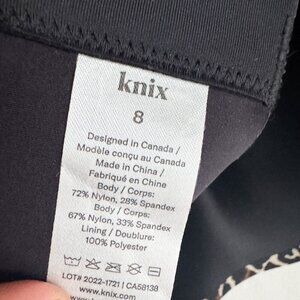 knix
8
Designed in Canada /
Modèle conçu au Canada
Made in China /
Fabriqué en Chine
Body / Corps:
72% Nylon, 28% Spandex
Body / Corps:
67% Nylon, 33% Spandex
Lining / Doublure:
100% Polyester
LOT# 2022-1721 | CA58138
www.knix.com